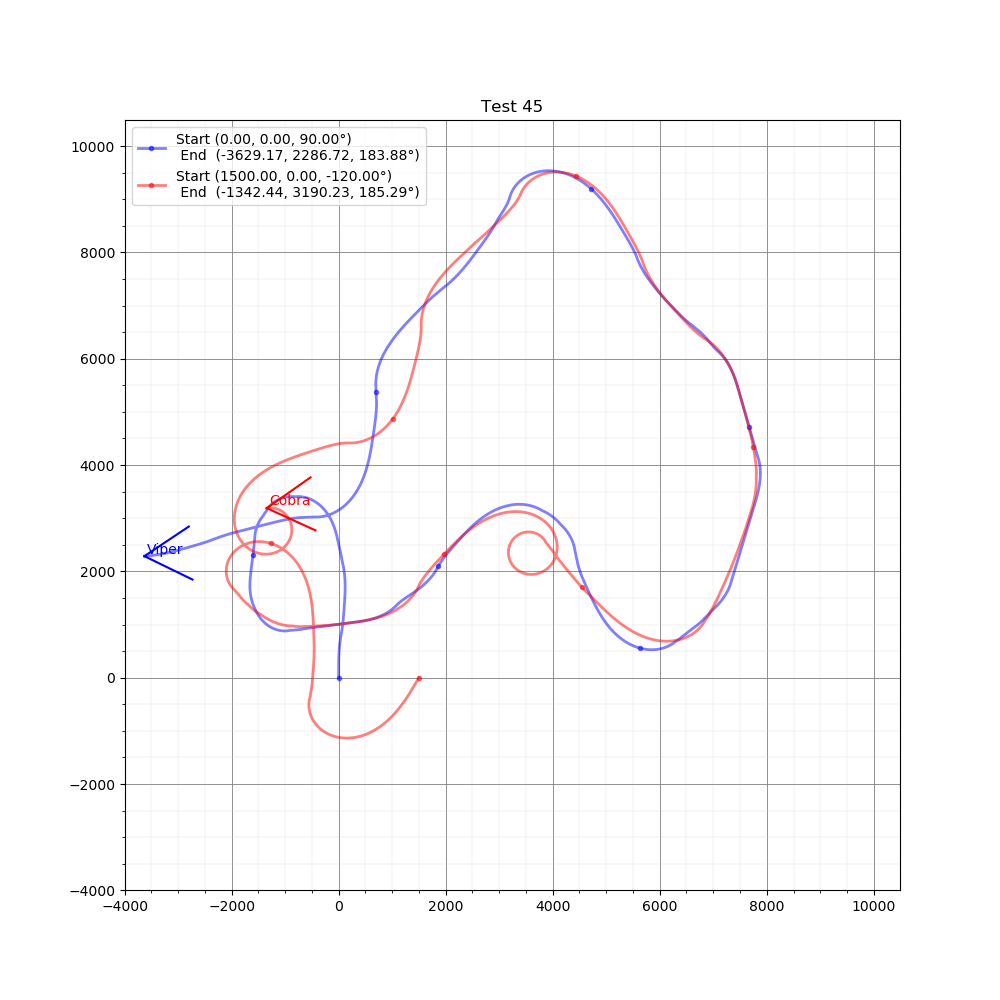 Test 45
Start (0.00, 0.00, 90.00°)
End (-3629.17, 2286.72, 183.88°)
Start (1500.00, 0.00, -120.00°)
End (-1342.44, 3190.23, 185.29°)
10000
8000
6000
4000
2000
0
−2000
−4000
Cobra
Viper
−4000 −2000 0 2000 4000 6000 8000 10000